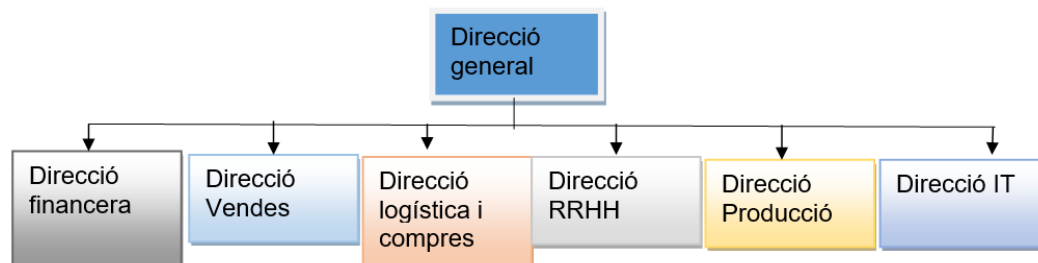 Direcció
general
Direcció
financera
Direcció
Vendes
Direcció
logística i
compres
Direcció
RRHH
Direcció
Producció
Direcció IT